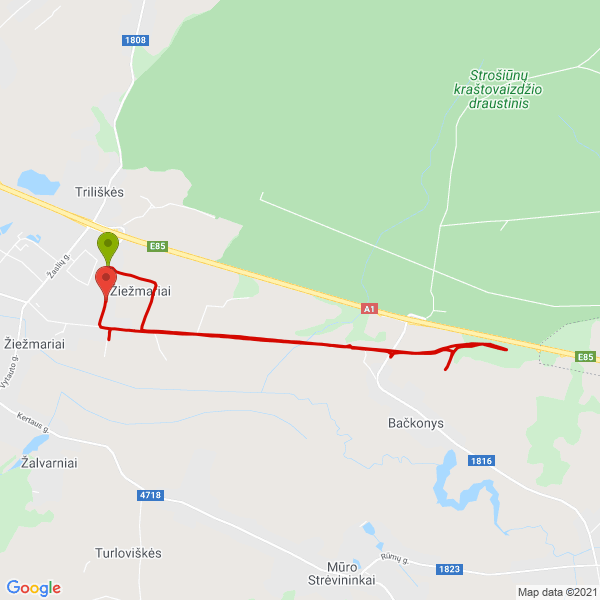 1808
Strošiūnų
kraštovaizdžio
draustinis
Triliškės
E85
Žaslių g.
Žiežmariai
A1
Žiežmariai
Vytauto g.
E85
Kertaus g.
Bačkonys
Žalvarniai
1816
4718
Turloviškės
Rūmų g.
Mūro
Strėvininkai
1823
Google
Map data ©2021